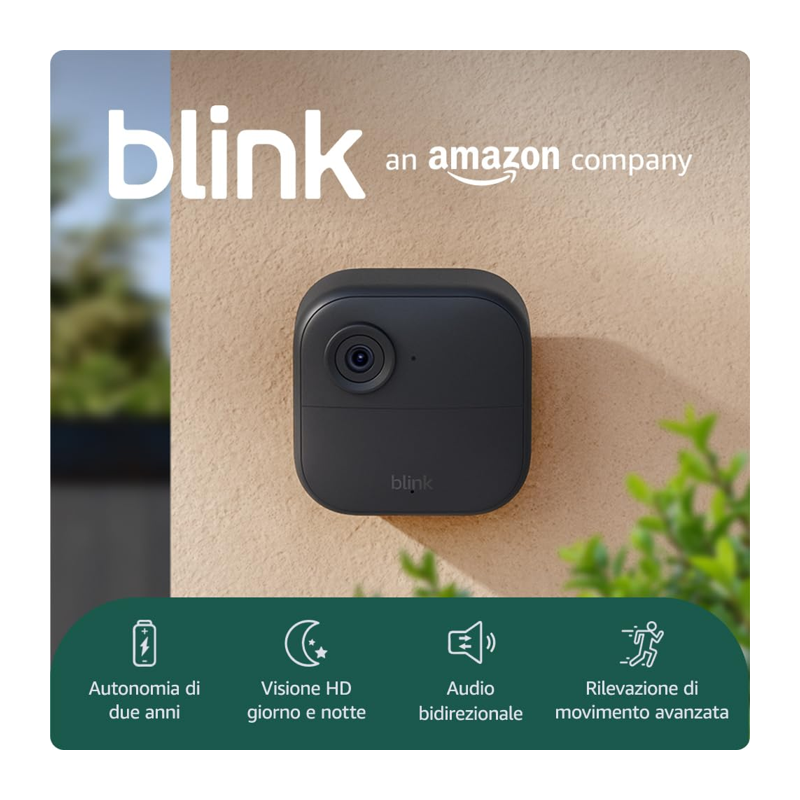 blink an amazon company
blink
Autonomia di
due anni
Visione HD
giorno e notte
Audio
bidirezionale
Rilevazione di
movimento avanzata